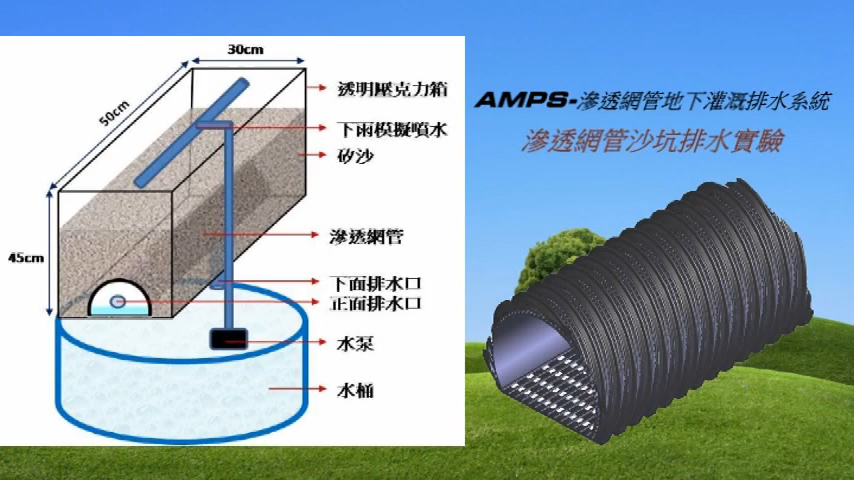 30cm
50cm
45cm
透明壓克力箱
下雨模擬噴水
矽沙
滲透網管
下面排水口
正面排水口
水泵
水桶
AMPS-滲透網管地下灌溉排水系統
滲透網管沙坑排水實驗